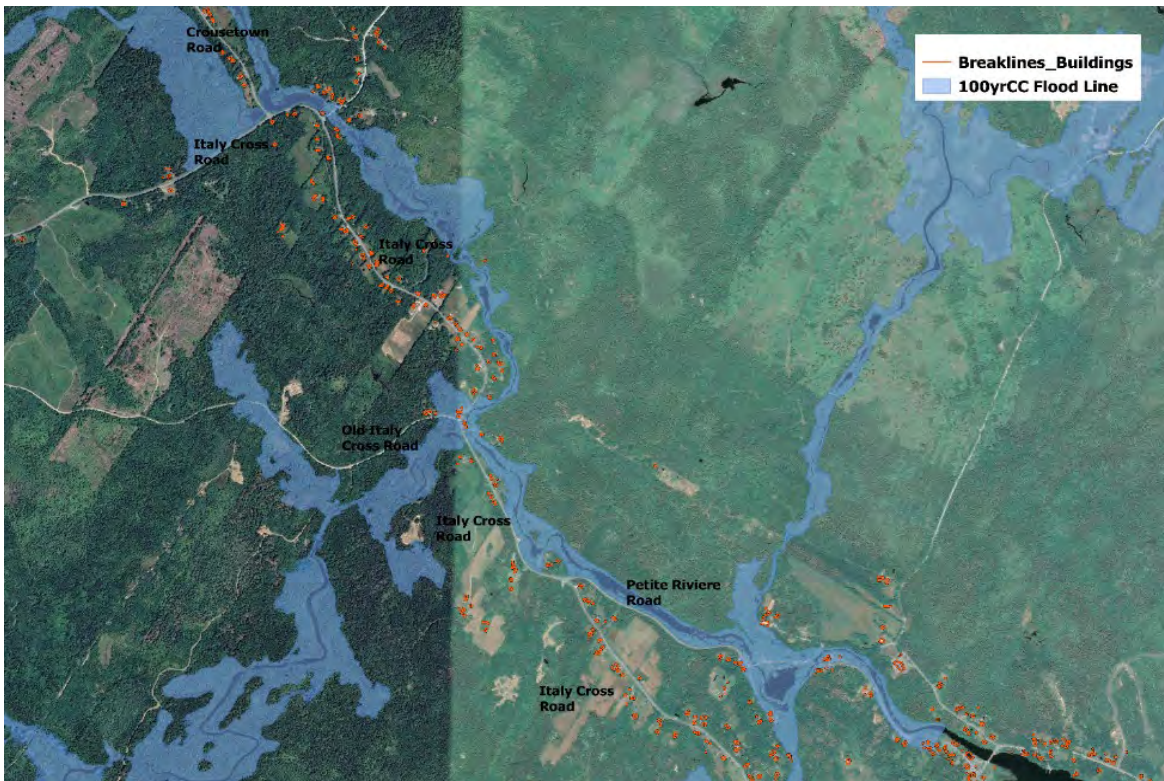 Crousetown
Road
Breaklines_Buildings
100yrCC Flood Line
Italy Cross
Road
Italy Cross
Road
Old Italy
Cross Road
Italy Cross
Road
Petite Riviere
Road
Italy Cross
Road